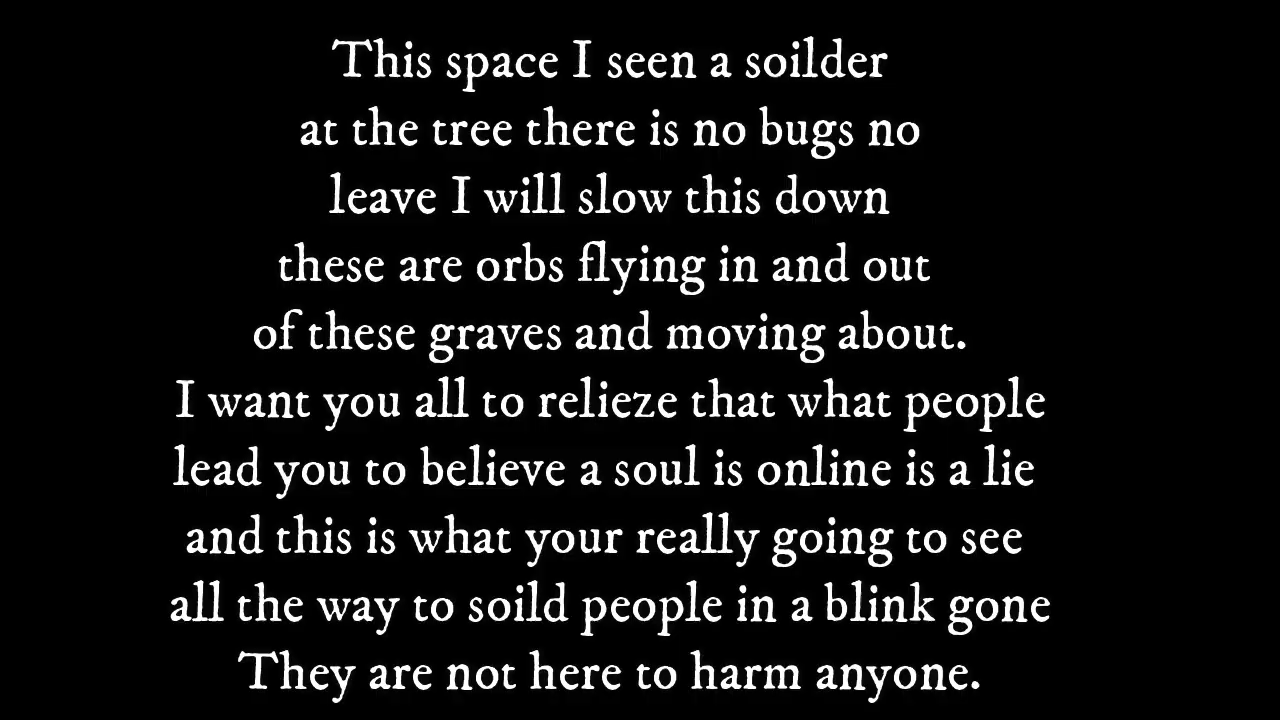 This space I seen a soilder
at the tree there is no bugs no
leave I will slow this down
these are orbs flying in and out
of these graves and moving about.
I want you all to relieze that what people
lead you to believe a soul is online is a lie
and this is what your really going to see
all the way to soild people in a blink gone
They are not here to harm anyone.